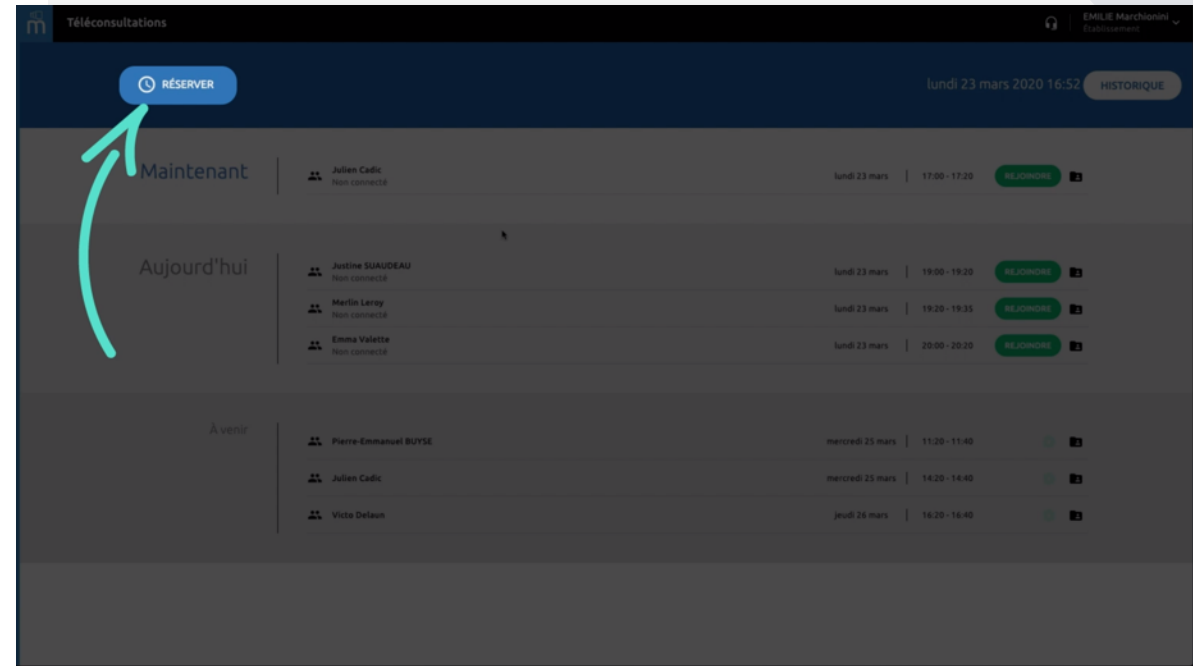 m
Téléconsultations
EMILIE Marchionini
Établissement
RÉSERVER
lundi 23 mars 2020 16:52
HISTORIQUE
Maintenant
Julien Cadic
Non connecté
lundi 23 mars
17:00 - 17:20
REJOINDRE
Aujourd'hui
Justine SUAUDEAU
Non connecté
lundi 23 mars
19:00 - 19:20
REJOINDRE
Merlin Leroy
Non connecté
lundi 23 mars
19:20 - 19:35
REJOINDRE
Emma Valette
Non connecté
lundi 23 mars
20:00 - 20:20
REJOINDRE
À venir
Pierre-Emmanuel BUYSE
mercredi 25 mars
11:20 - 11:40
Julien Cadic
mercredi 25 mars
14:20 - 14:40
Victo Delaun
jeudi 26 mars
16:20 - 16:40